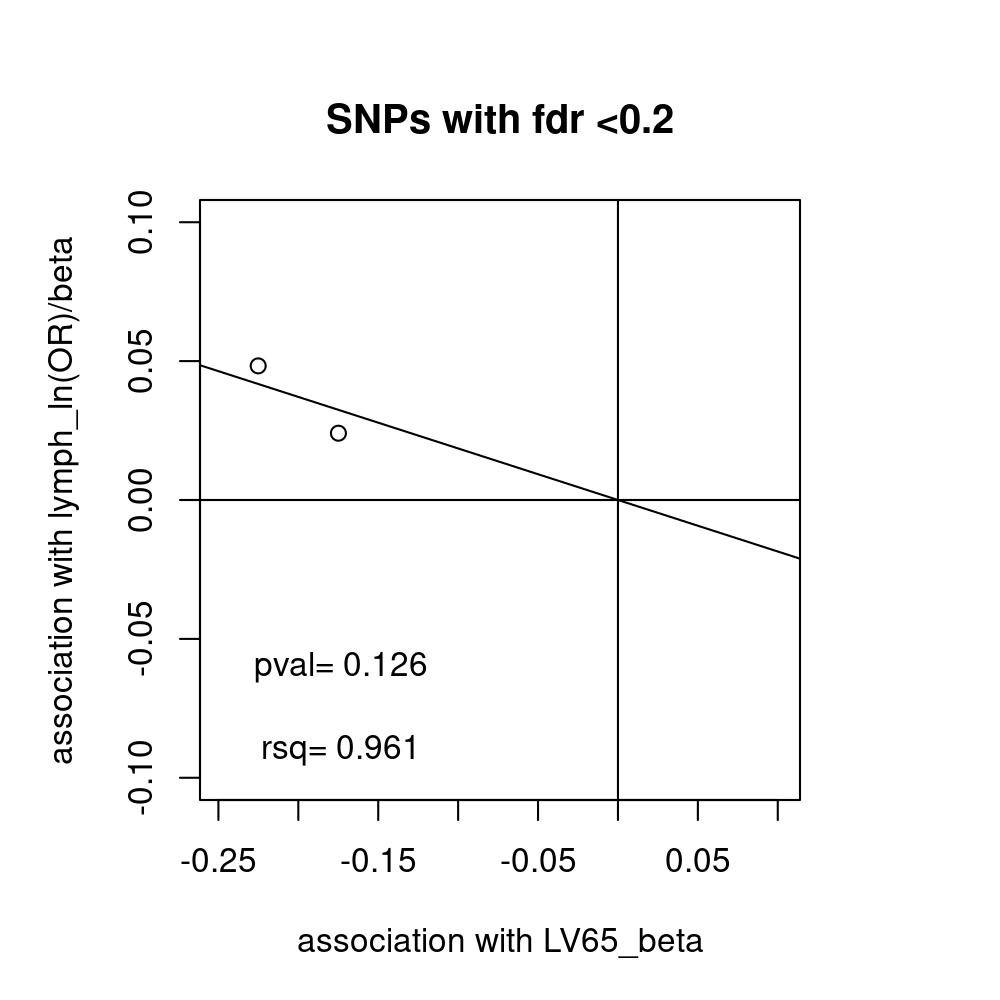 SNPs with fdr <0.2
association with lymph_ln(OR)/beta
0.10
0.05
0.00
-0.05
-0.10
pval= 0.126
rsq= 0.961
-0.25 -0.15 -0.05 0.05
association with LV65_beta